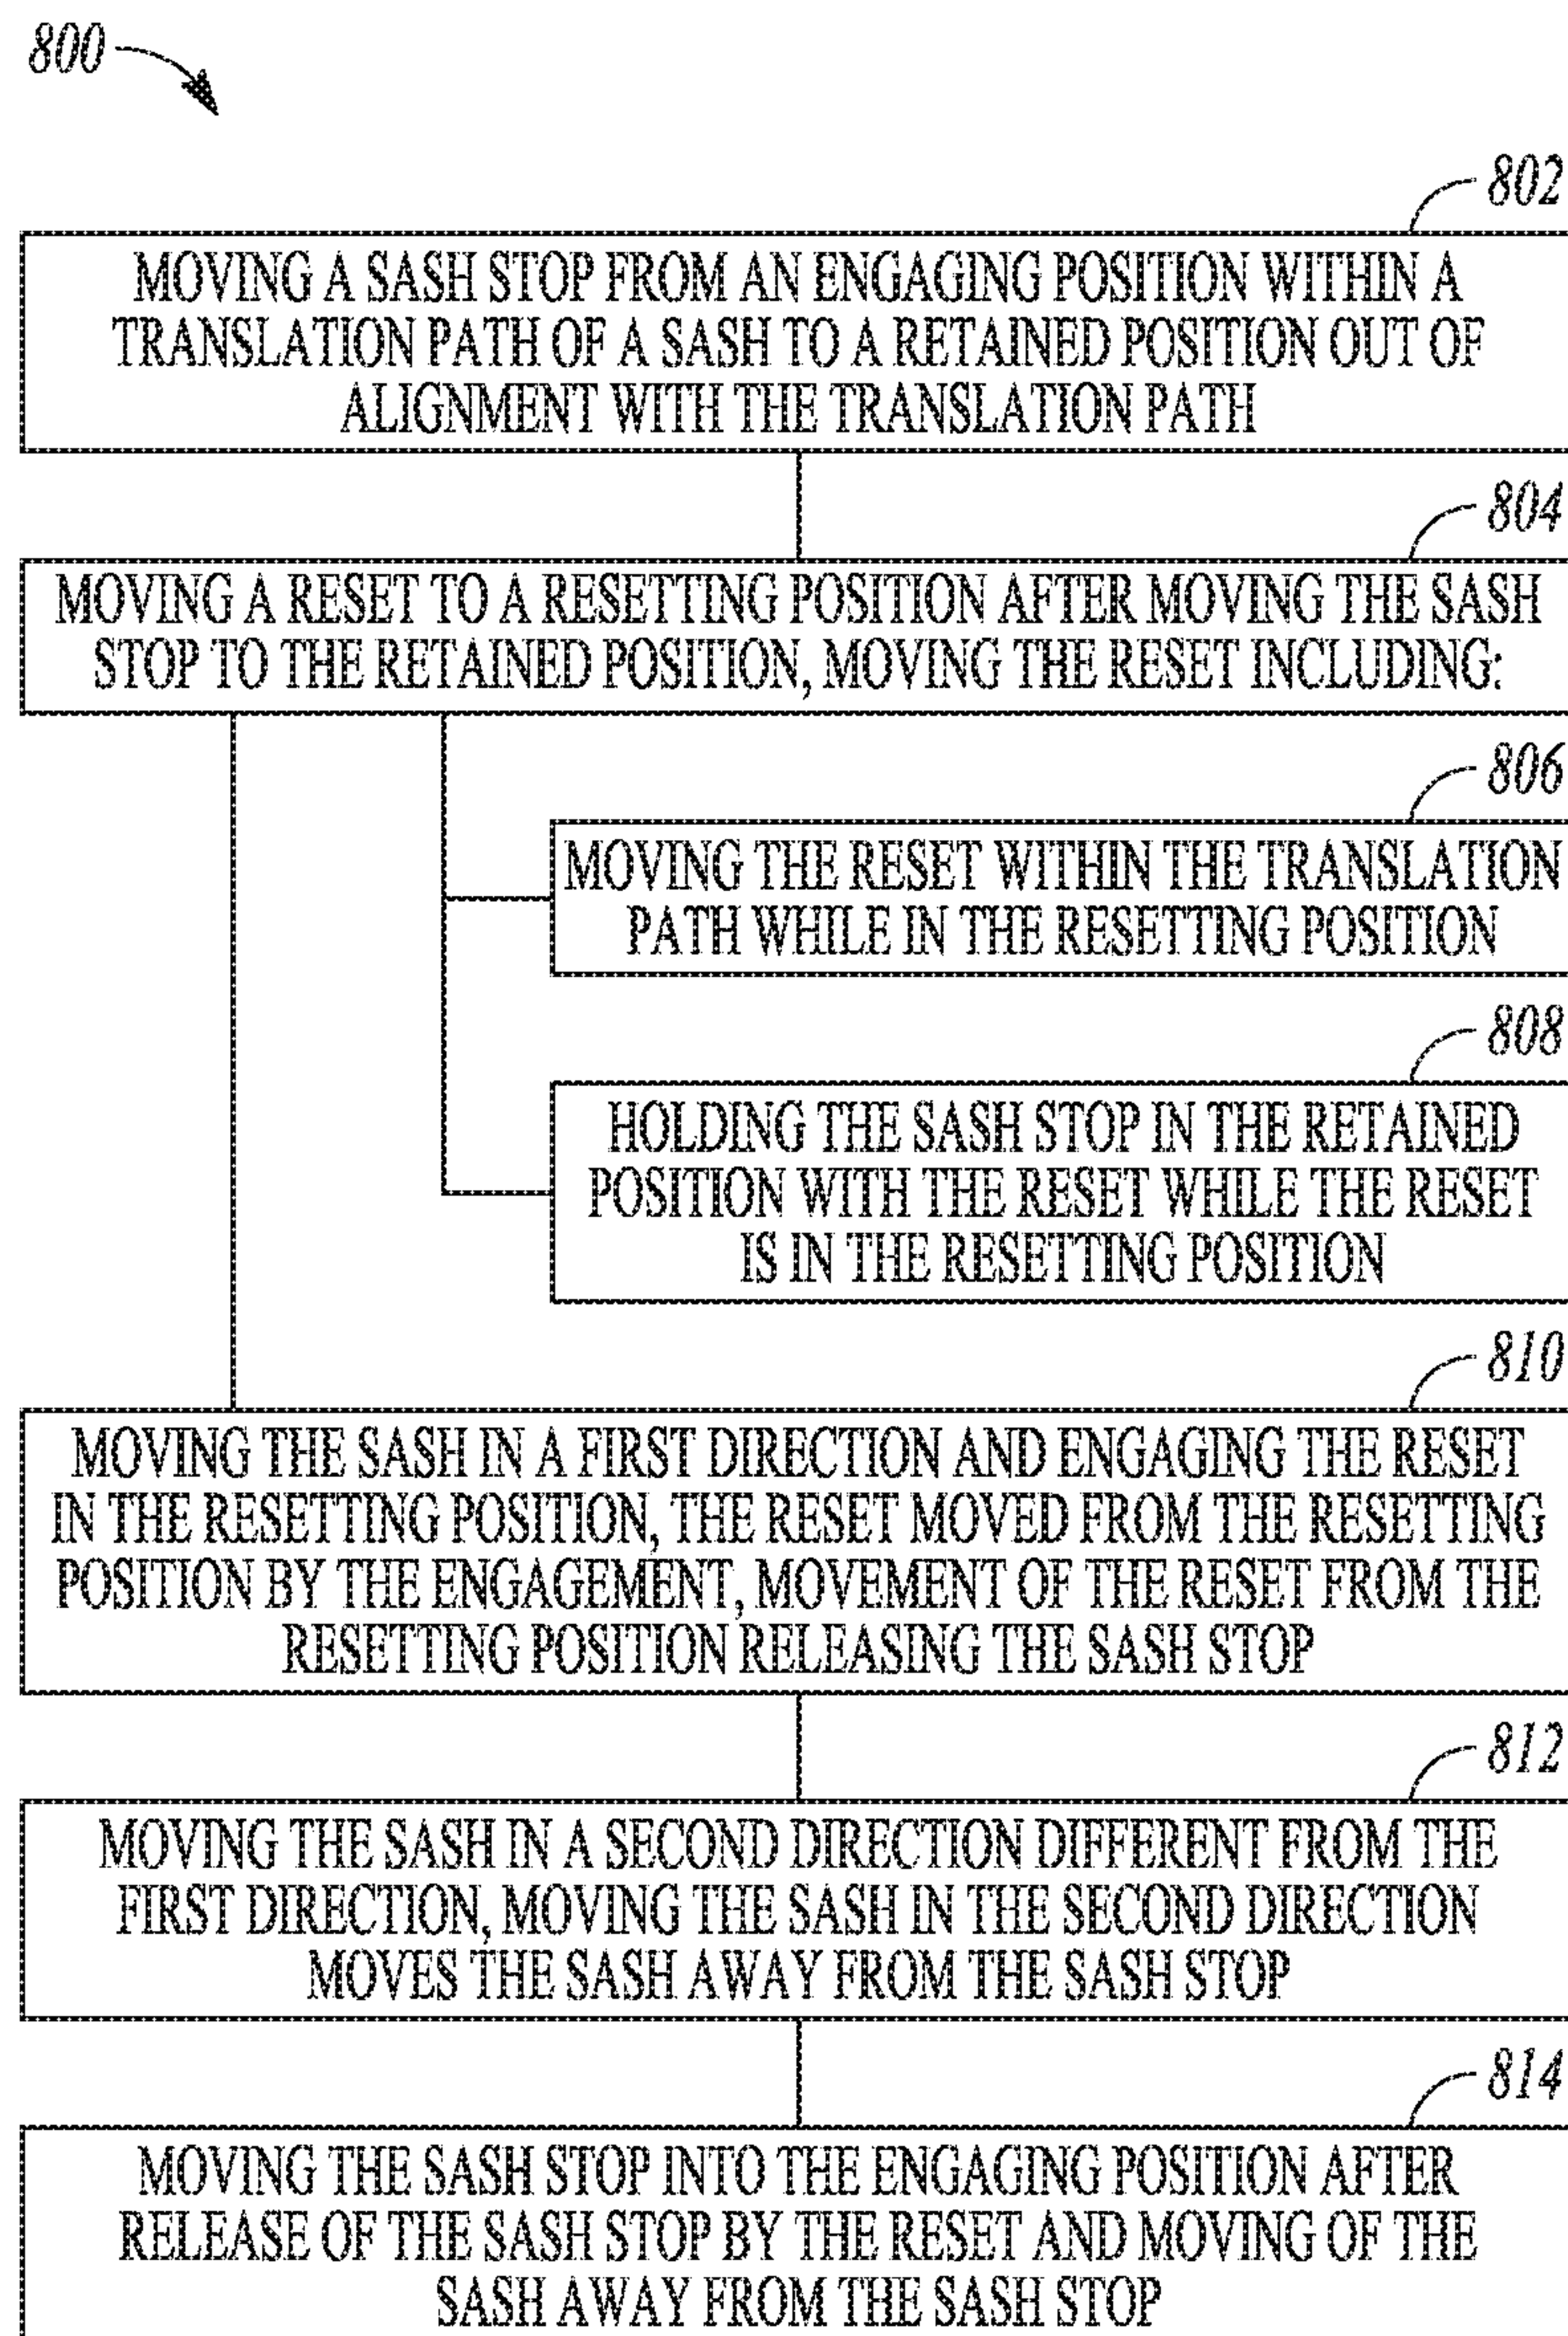 800
802
MOVING A SASH STOP FROM AN ENGAGING POSITION WITHIN A
TRANSLATION PATH OF A SASH TO A RETAINED POSITION OUT OF
ALIGNMENT WITH THE TRANSLATION PATH
804
MOVING A RESET TO A RESETTING POSITION AFTER MOVING THE SASH
STOP TO THE RETAINED POSITION, MOVING THE RESET INCLUDING:
806
MOVING THE RESET WITHIN THE TRANSLATION
PATH WHILE IN THE RESETTING POSITION
808
HOLDING THE SASH STOP IN THE RETAINED
POSITION WITH THE RESET WHILE THE RESET
IS IN THE RESETTING POSITION
810
MOVING THE SASH IN A FIRST DIRECTION AND ENGAGING THE RESET
IN THE RESETTING POSITION, THE RESET MOVED FROM THE RESETTING
POSITION BY THE ENGAGEMENT, MOVEMENT OF THE RESET FROM THE
RESETTING POSITION RELEASING THE SASH STOP
812
MOVING THE SASH IN A SECOND DIRECTION DIFFERENT FROM THE
FIRST DIRECTION, MOVING THE SASH IN THE SECOND DIRECTION
MOVES THE SASH AWAY FROM THE SASH STOP
814
MOVING THE SASH STOP INTO THE ENGAGING POSITION AFTER
RELEASE OF THE SASH STOP BY THE RESET AND MOVING OF THE
SASH AWAY FROM THE SASH STOP